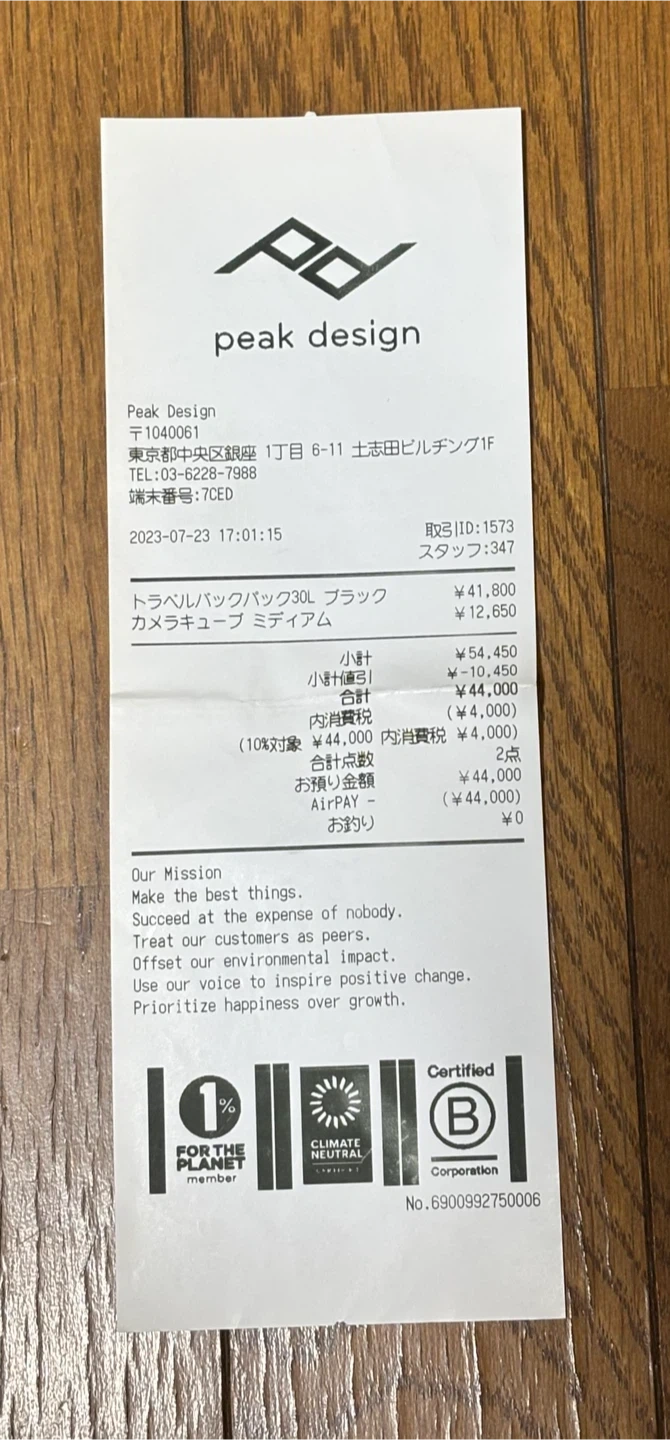 Pd
peak design
Peak Design
〒1040061
東京都中央区銀座 1丁目 6-11 土志田ビルヂング1F
TEL:03-6228-7988
端末番号:7CED
2023-07-23 17:01:15 取引ID:1573
スタッフ:347
トラベルバックパック30L ブラック ¥41,800
カメラキューブ ミディアム ¥12,650
小計 ¥54,450
小計値引 ¥-10,450
合計 ¥44,000
内消費税 (¥4,000)
(10%対象 ¥44,000 内消費税 ¥4,000)
合計点数 2点
お預り金額 ¥44,000
AirPAY - (¥44,000)
お釣り ¥0
Our Mission
Make the best things.
Succeed at the expense of nobody.
Treat our customers as peers.
Offset our environmental impact.
Use our voice to inspire positive change.
Prioritize happiness over growth.
1%
FOR THE
PLANET
member
CLIMATE
NEUTRAL
Certified
B
Corporation
No.6900992750006